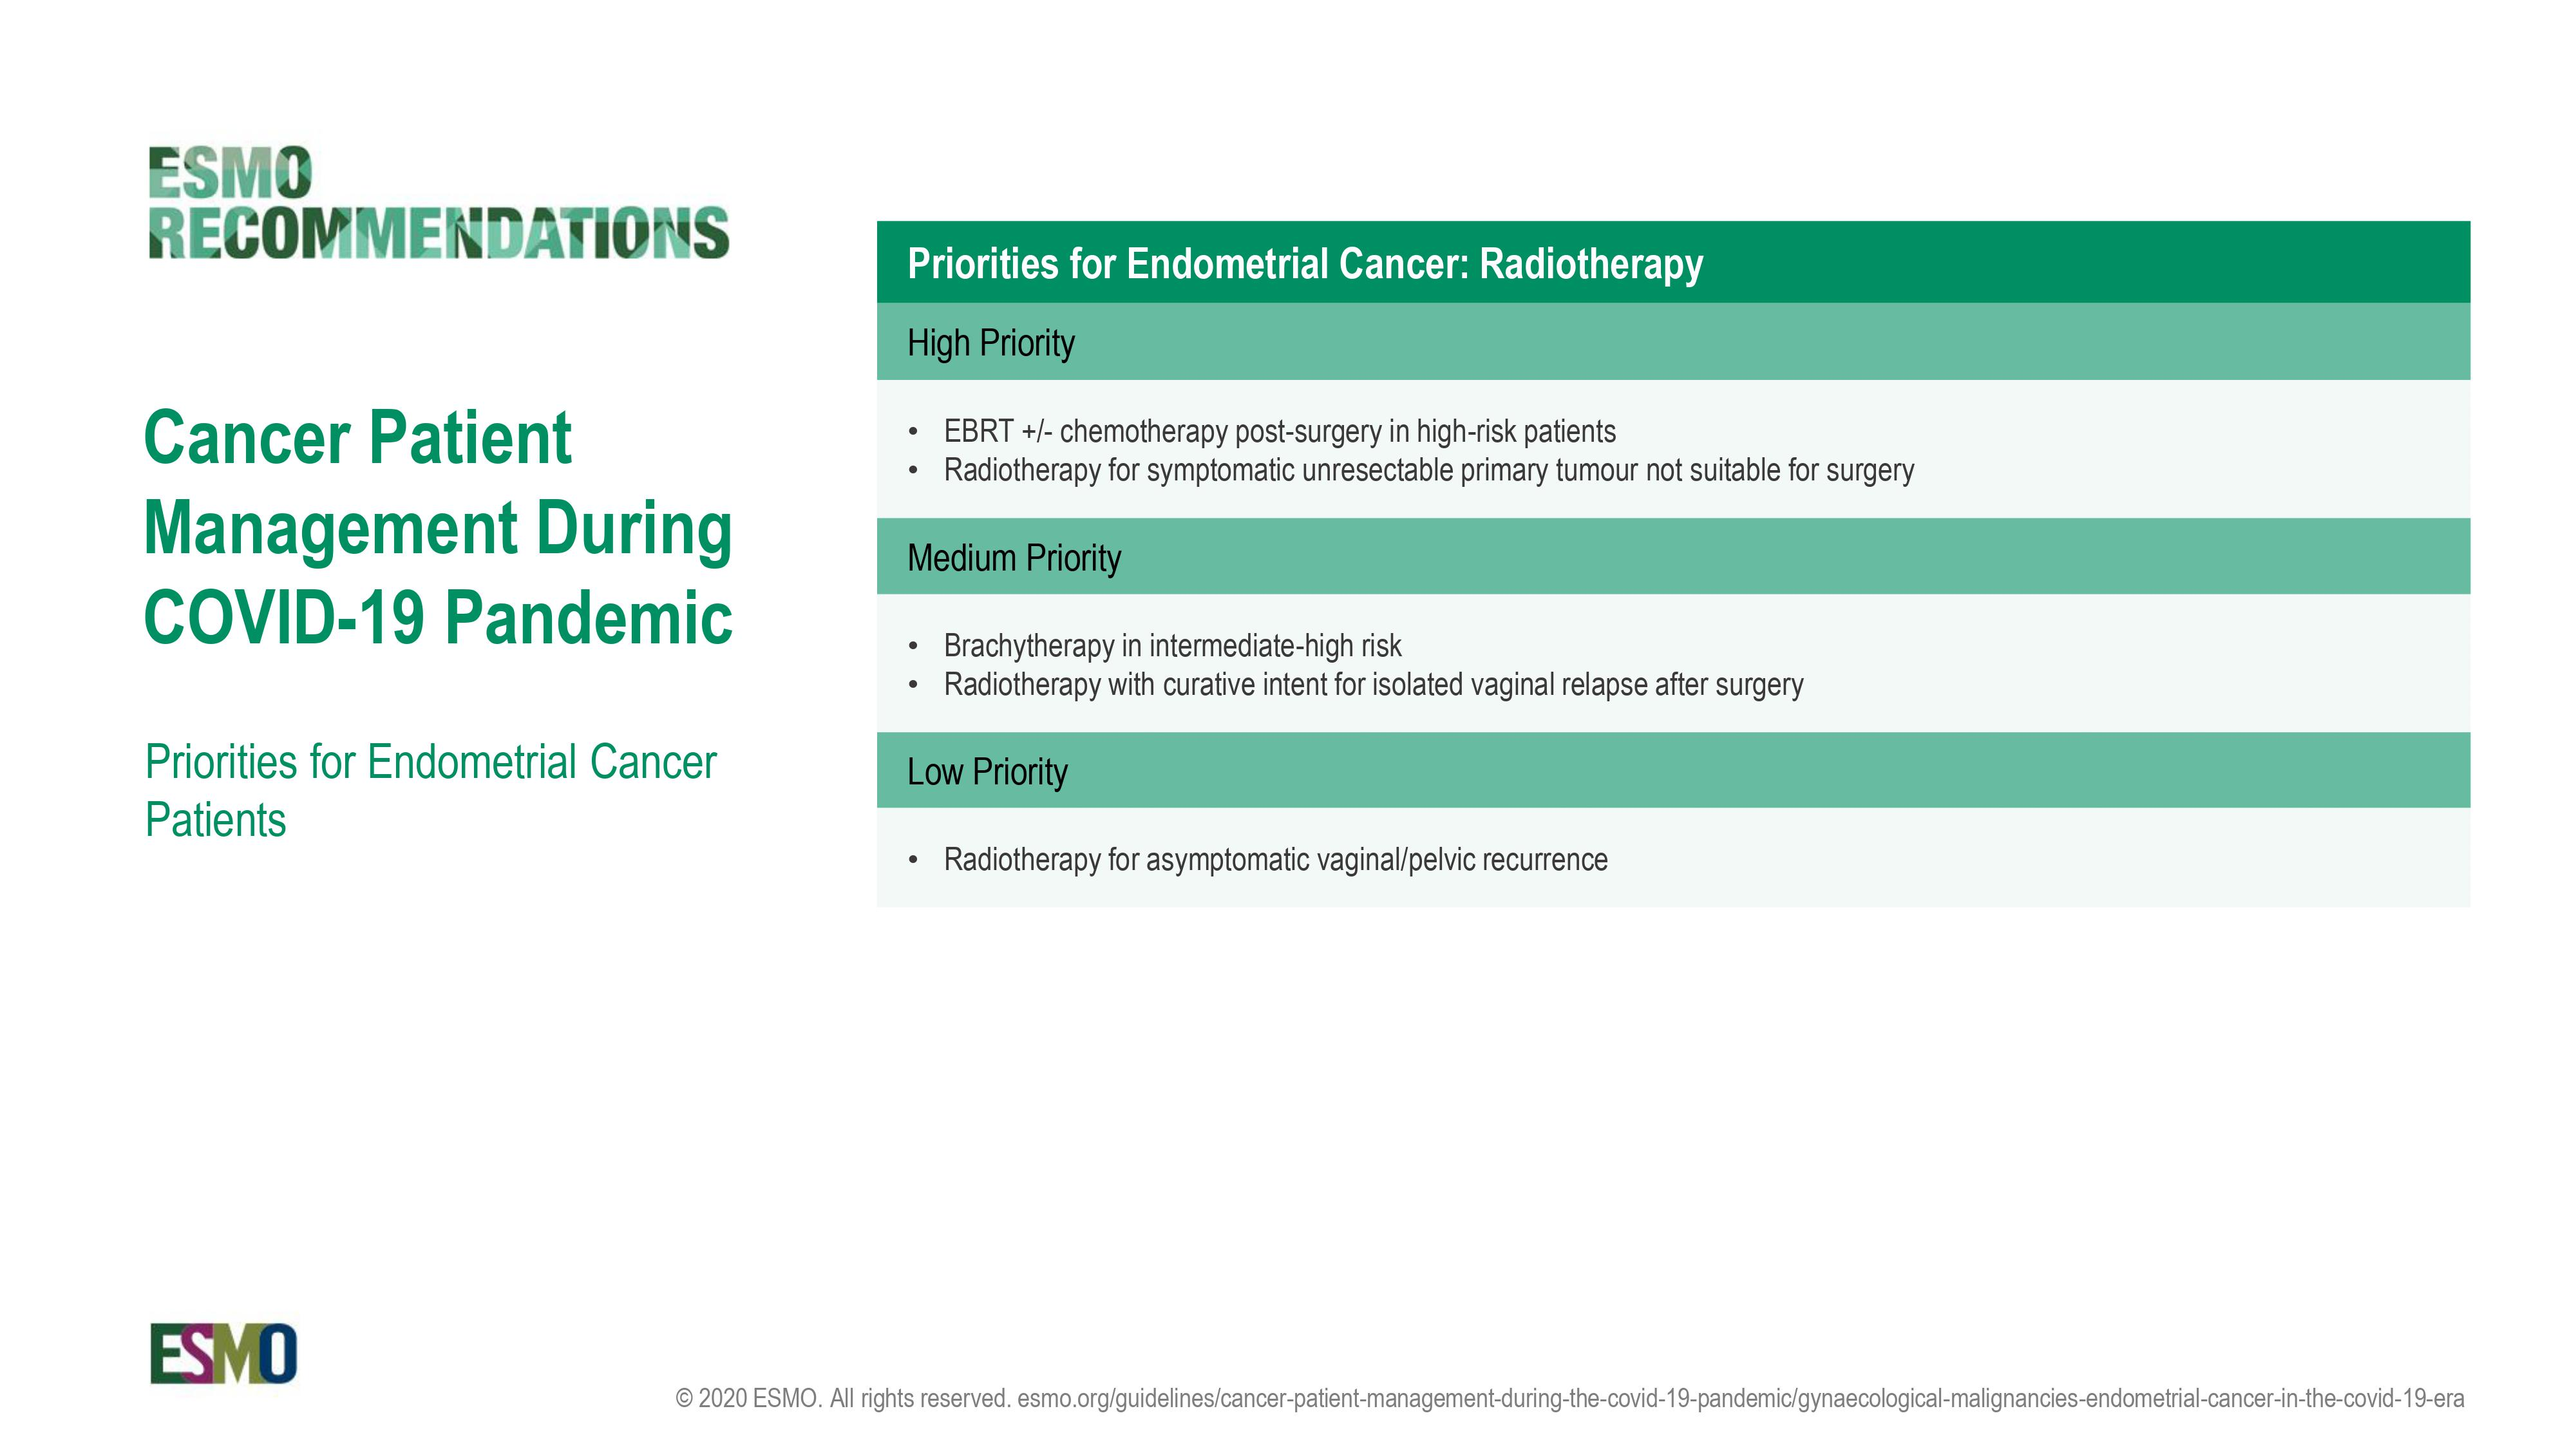 ESMO
RECOMMENDATIONS
Cancer Patient
Management During
COVID-19 Pandemic
Priorities for Endometrial Cancer
Patients
Priorities for Endometrial Cancer: Radiotherapy
High Priority
• EBRT +/- chemotherapy post-surgery in high-risk patients
• Radiotherapy for symptomatic unresectable primary tumour not suitable for surgery
Medium Priority
• Brachytherapy in intermediate-high risk
• Radiotherapy with curative intent for isolated vaginal relapse after surgery
Low Priority
• Radiotherapy for asymptomatic vaginal/pelvic recurrence
ESMO
© 2020 ESMO. All rights reserved. esmo.org/guidelines/cancer-patient-management-during-the-covid-19-pandemic/gynaecological-malignancies-endometrial-cancer-in-the-covid-19-era